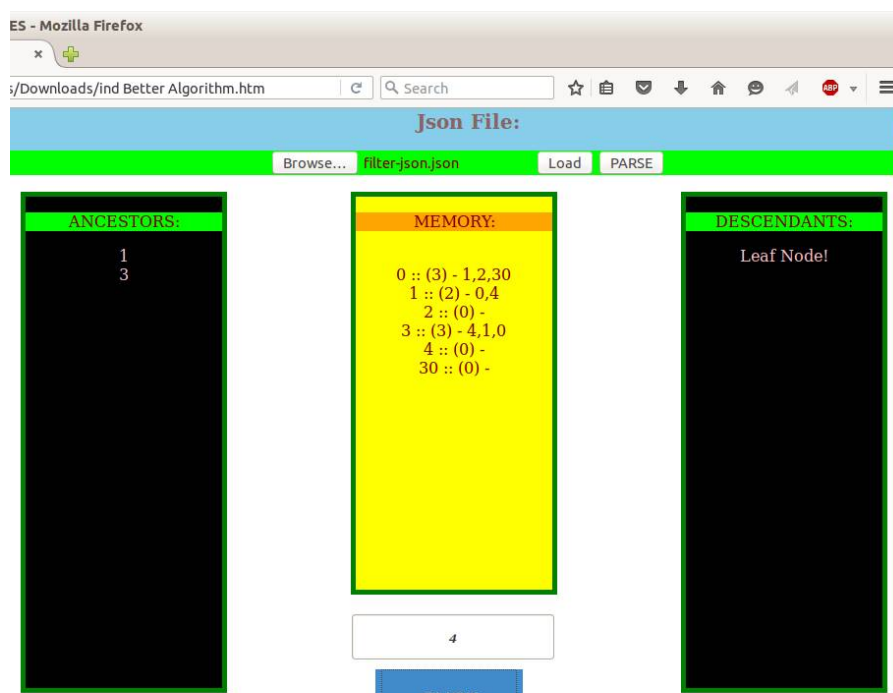 ES - Mozilla Firefox
s/Downloads/ind Better Algorithm.htm
Search
ABP
Json File:
Browse... filter-json.json Load PARSE
ANCESTORS:
1
3
MEMORY:
0 :: (3) - 1,2,30
1 :: (2) - 0,4
2 :: (0) -
3 :: (3) - 4,1,0
4 :: (0) -
30 :: (0) -
4
DESCENDANTS:
Leaf Node!